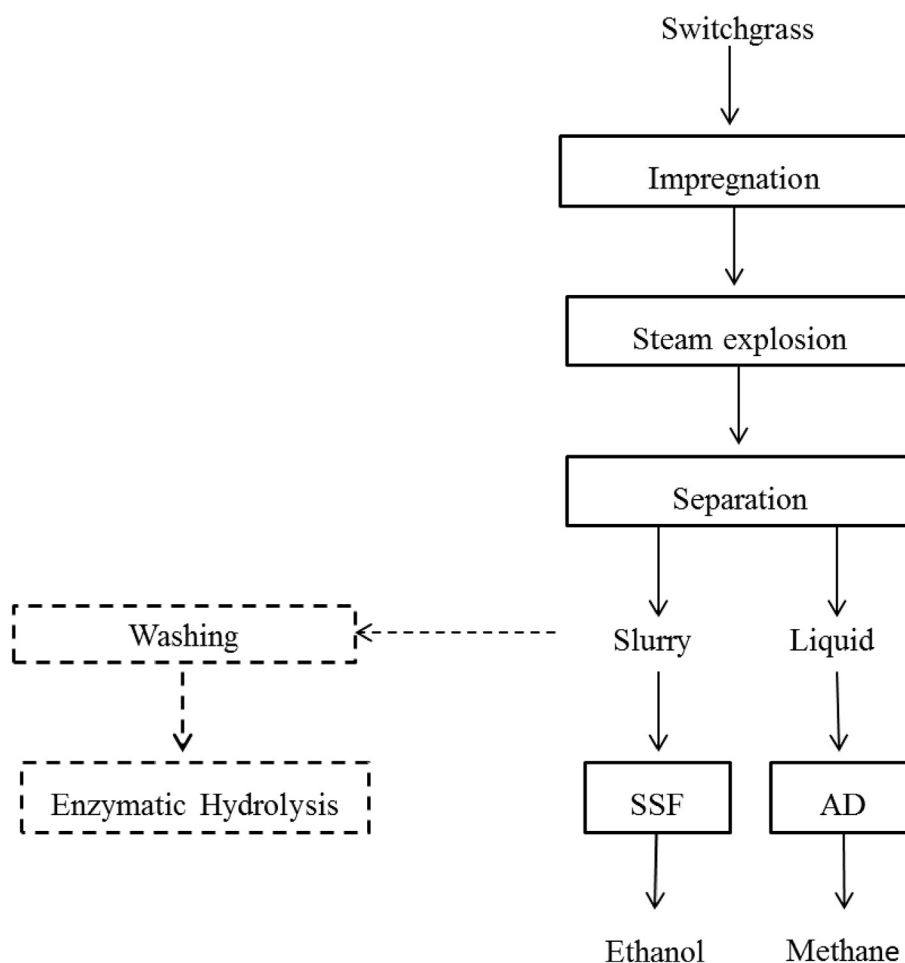 Switchgrass
Impregnation
Steam explosion
Separation
Washing
Slurry
Liquid
Enzymatic Hydrolysis
SSF
AD
Ethanol
Methane